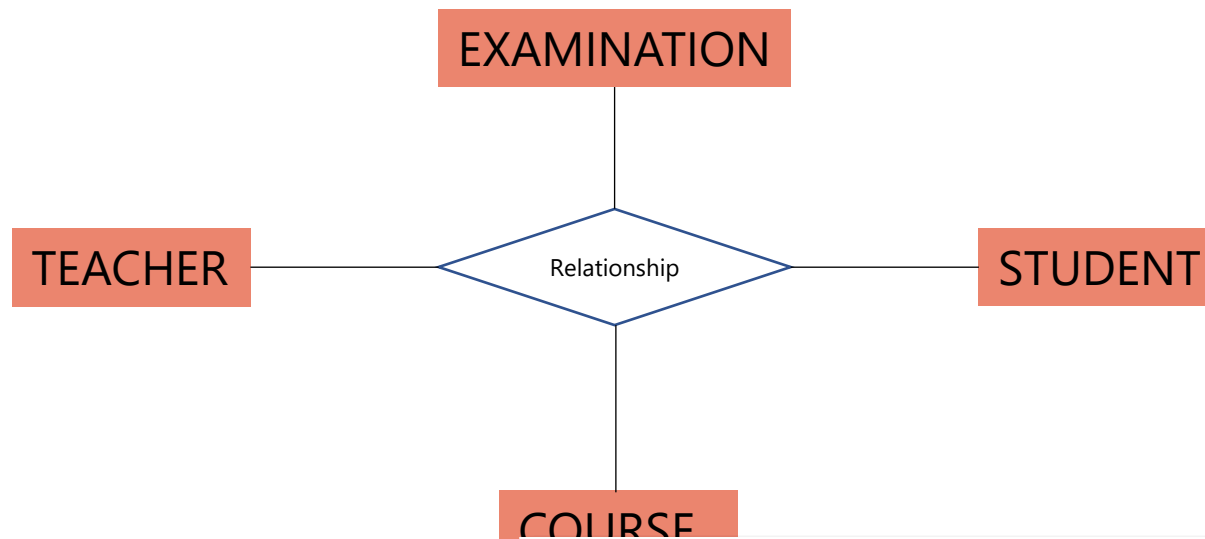 EXAMINATION
TEACHER
Relationship
STUDENT
COURSE